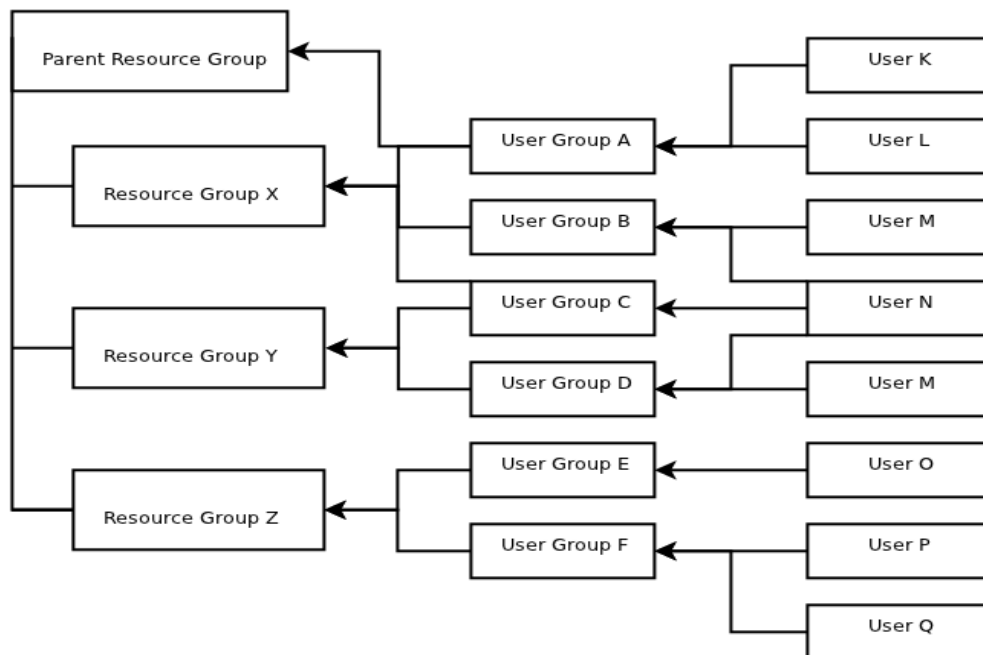 Parent Resource Group
User K
User Group A
User L
Resource Group X
User Group B
User M
User Group C
User N
Resource Group Y
User Group D
User M
User Group E
User O
Resource Group Z
User Group F
User P
User Q